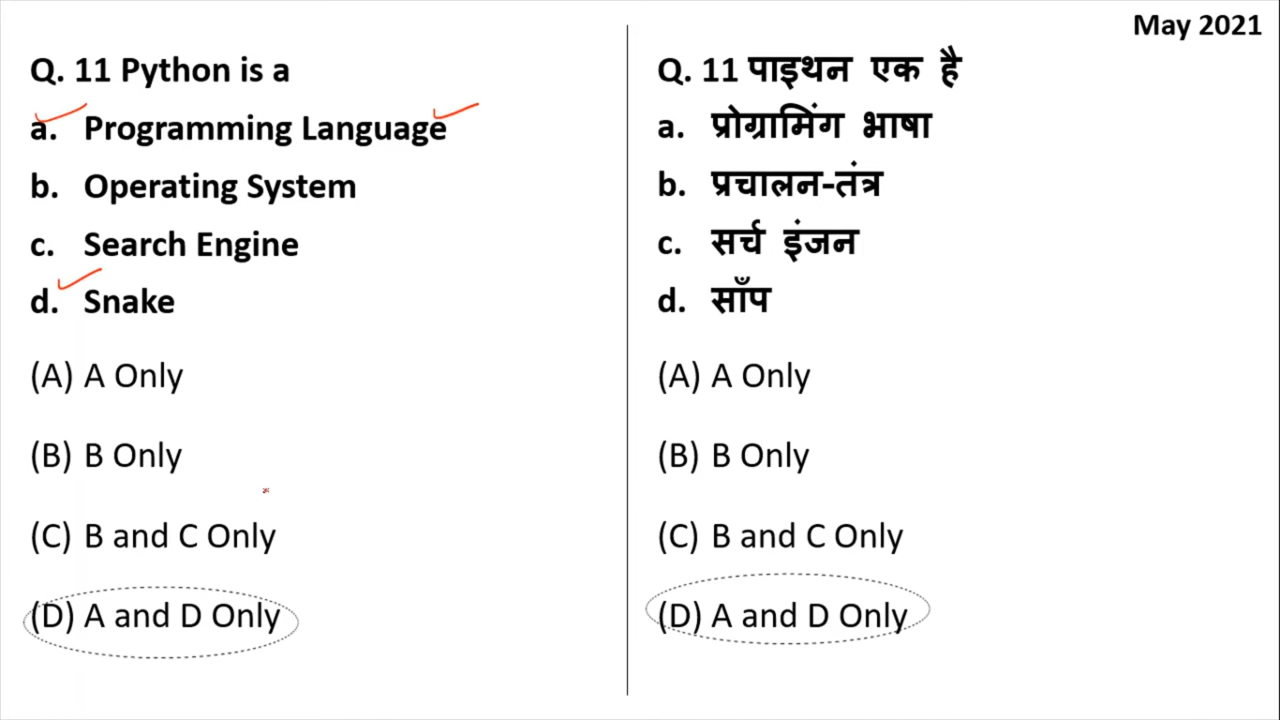 May 2021
Q. 11 Python is a
a. Programming Language
b. Operating System
c. Search Engine
d. Snake
(A) A Only
(B) B Only
(C) B and C Only
(D) A and D Only
Q. 11 पाइथन एक है
a. प्रोग्रामिंग भाषा
b. प्रचालन-तंत्र
c. सर्च इंजन
d. साँप
(A) A Only
(B) B Only
(C) B and C Only
(D) A and D Only